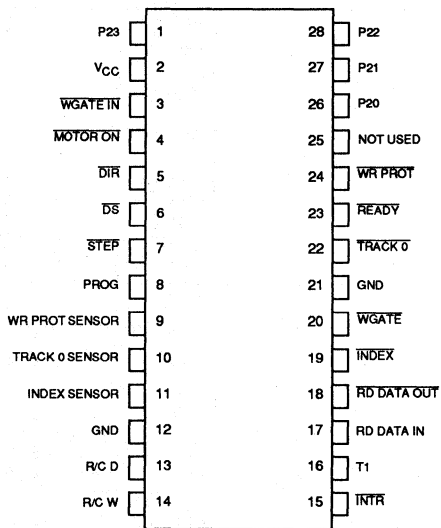 P23 1 28 P22
VCC 2 27 P21
WGATE IN 3 26 P20
MOTOR ON 4 25 NOT USED
DIR 5 24 WR PROT
DS 6 23 READY
STEP 7 22 TRACK 0
PROG 8 21 GND
WR PROT SENSOR 9 20 WGATE
TRACK 0 SENSOR 10 19 INDEX
INDEX SENSOR 11 18 RD DATA OUT
GND 12 17 RD DATA IN
R/C D 13 16 T1
R/C W 14 15 INTR